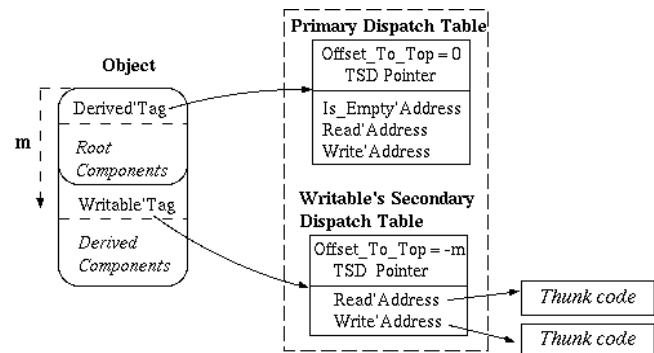 Object
m
Derived'Tag
Root
Components
Writable'Tag
Derived
Components
Primary Dispatch Table
Offset_To_Top = 0
TSD Pointer
Is_Empty'Address
Read'Address
Write'Address
Writable's Secondary
Dispatch Table
Offset_To_Top = -m
TSD Pointer
Read'Address
Write'Address
Thunk code
Thunk code